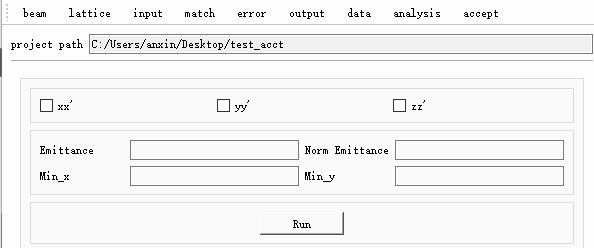 beam lattice input match error output data analysis accept
project path C:/Users/anxin/Desktop/test_acct
xx' yy' zz'
Emittance Norm Emittance
Min_x Min_y
Run